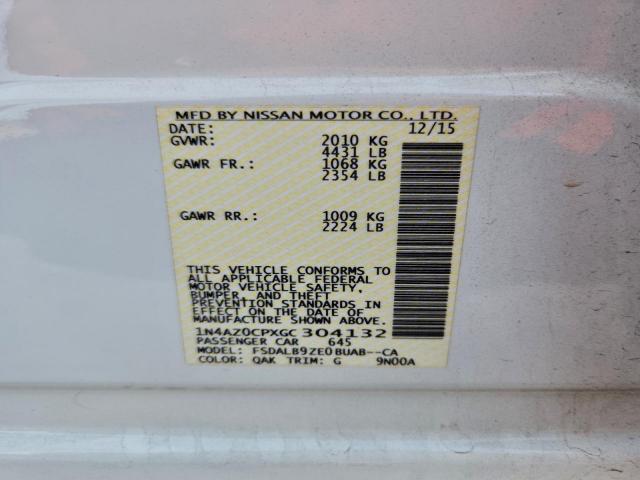 MFD BY NISSAN MOTOR CO., LTD.
DATE: 12/15
GVWR: 2010 KG
4431 LB
GAWR FR.: 1068 KG
2354 LB
GAWR RR.: 1009 KG
2224 LB
THIS VEHICLE CONFORMS TO
ALL APPLICABLE FEDERAL
MOTOR VEHICLE SAFETY,
BUMPER, AND THEFT
PREVENTION STANDARDS IN
EFFECT ON THE DATE OF
MANUFACTURE SHOWN ABOVE.
1N4AZ0CPXGC304132
PASSENGER CAR 645
MODEL: FSDALB9ZE0BUAB--CA
COLOR: QAK TRIM: G 9N00A